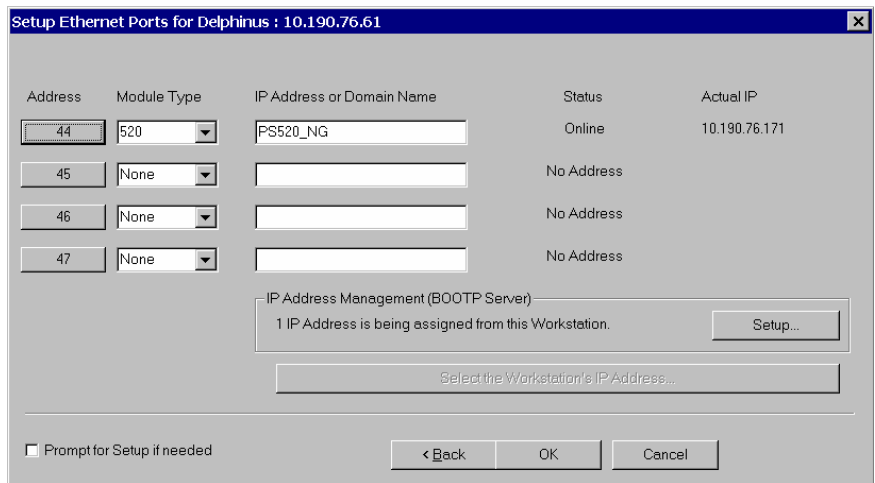 Setup Ethernet Ports for Delphinus : 10.190.76.61
Address Module Type IP Address or Domain Name Status Actual IP
44 520 PS520_NG Online 10.190.76.171
45 None No Address
46 None No Address
47 None No Address
IP Address Management (BOOTP Server)
1 IP Address is being assigned from this Workstation. Setup...
Select the Workstation's IP Address...
Prompt for Setup if needed < Back OK Cancel